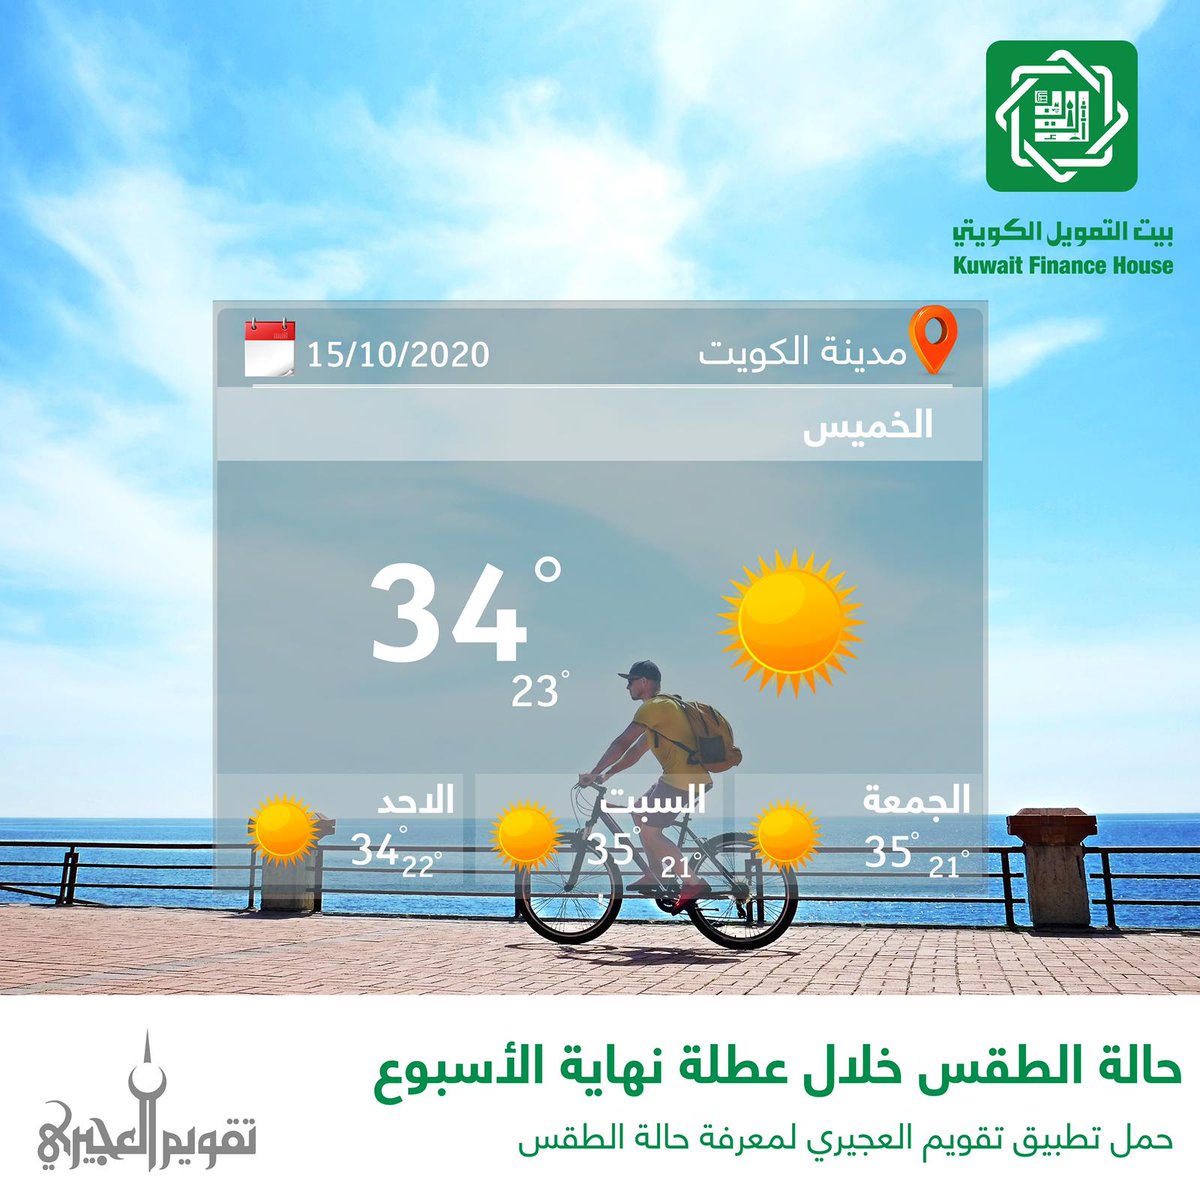 بيت التمويل الكويتي
Kuwait Finance House
مدينة الكويت
15/10/2020
الخميس
34°
23°
الجمعة
35° 21°
السبت
35° 21°
الاحد
34° 22°
حالة الطقس خلال عطلة نهاية الأسبوع
حمل تطبيق تقويم العجيري لمعرفة حالة الطقس
تقويم العجيري